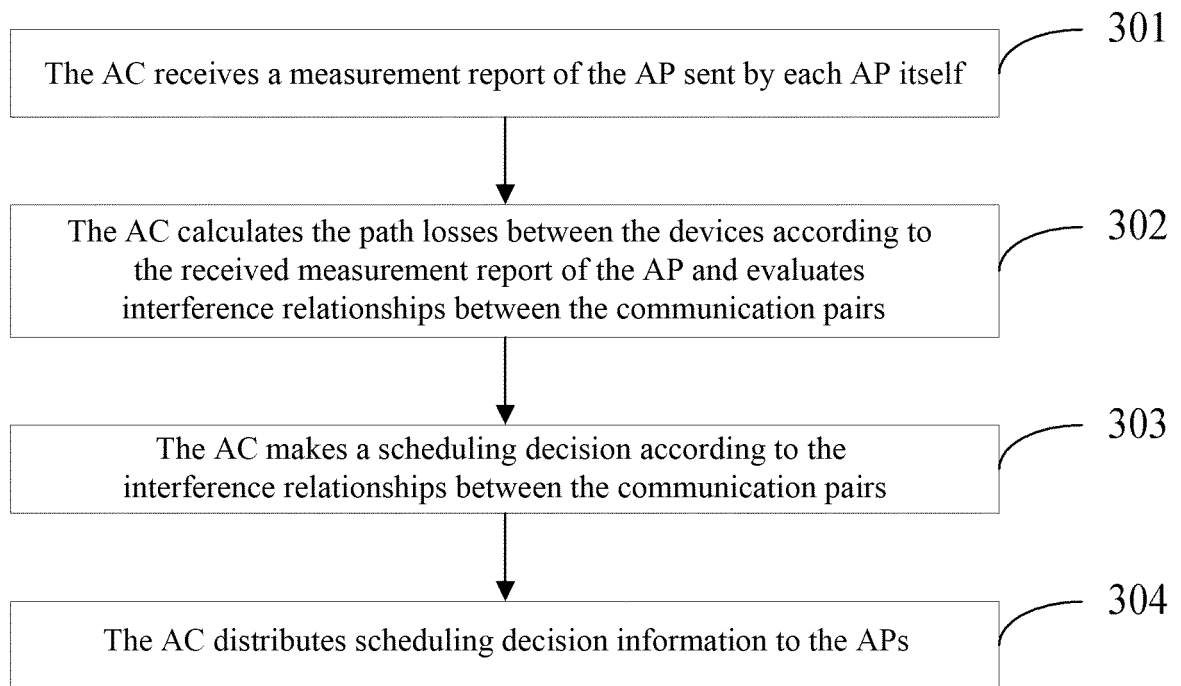 301
The AC receives a measurement report of the AP sent by each AP itself
302
The AC calculates the path losses between the devices according to
the received measurement report of the AP and evaluates
interference relationships between the communication pairs
303
The AC makes a scheduling decision according to the
interference relationships between the communication pairs
304
The AC distributes scheduling decision information to the APs